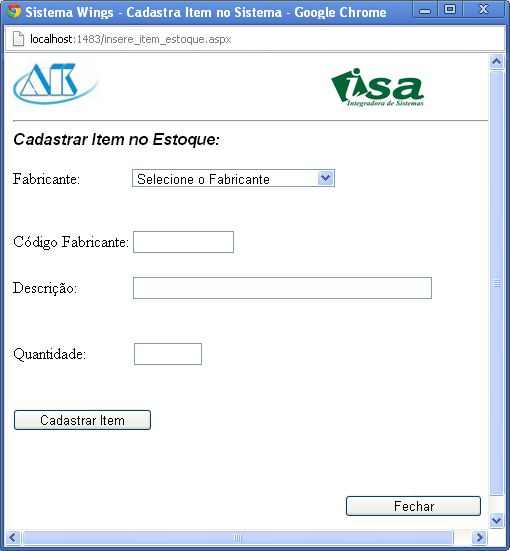 Sistema Wings - Cadastra Item no Sistema - Google Chrome
localhost:1483/insere_item_estoque.aspx
isa
Integradora de Sistemas
Cadastrar Item no Estoque:
Fabricante: Selecione o Fabricante
Código Fabricante:
Descrição:
Quantidade:
Cadastrar Item
Fechar